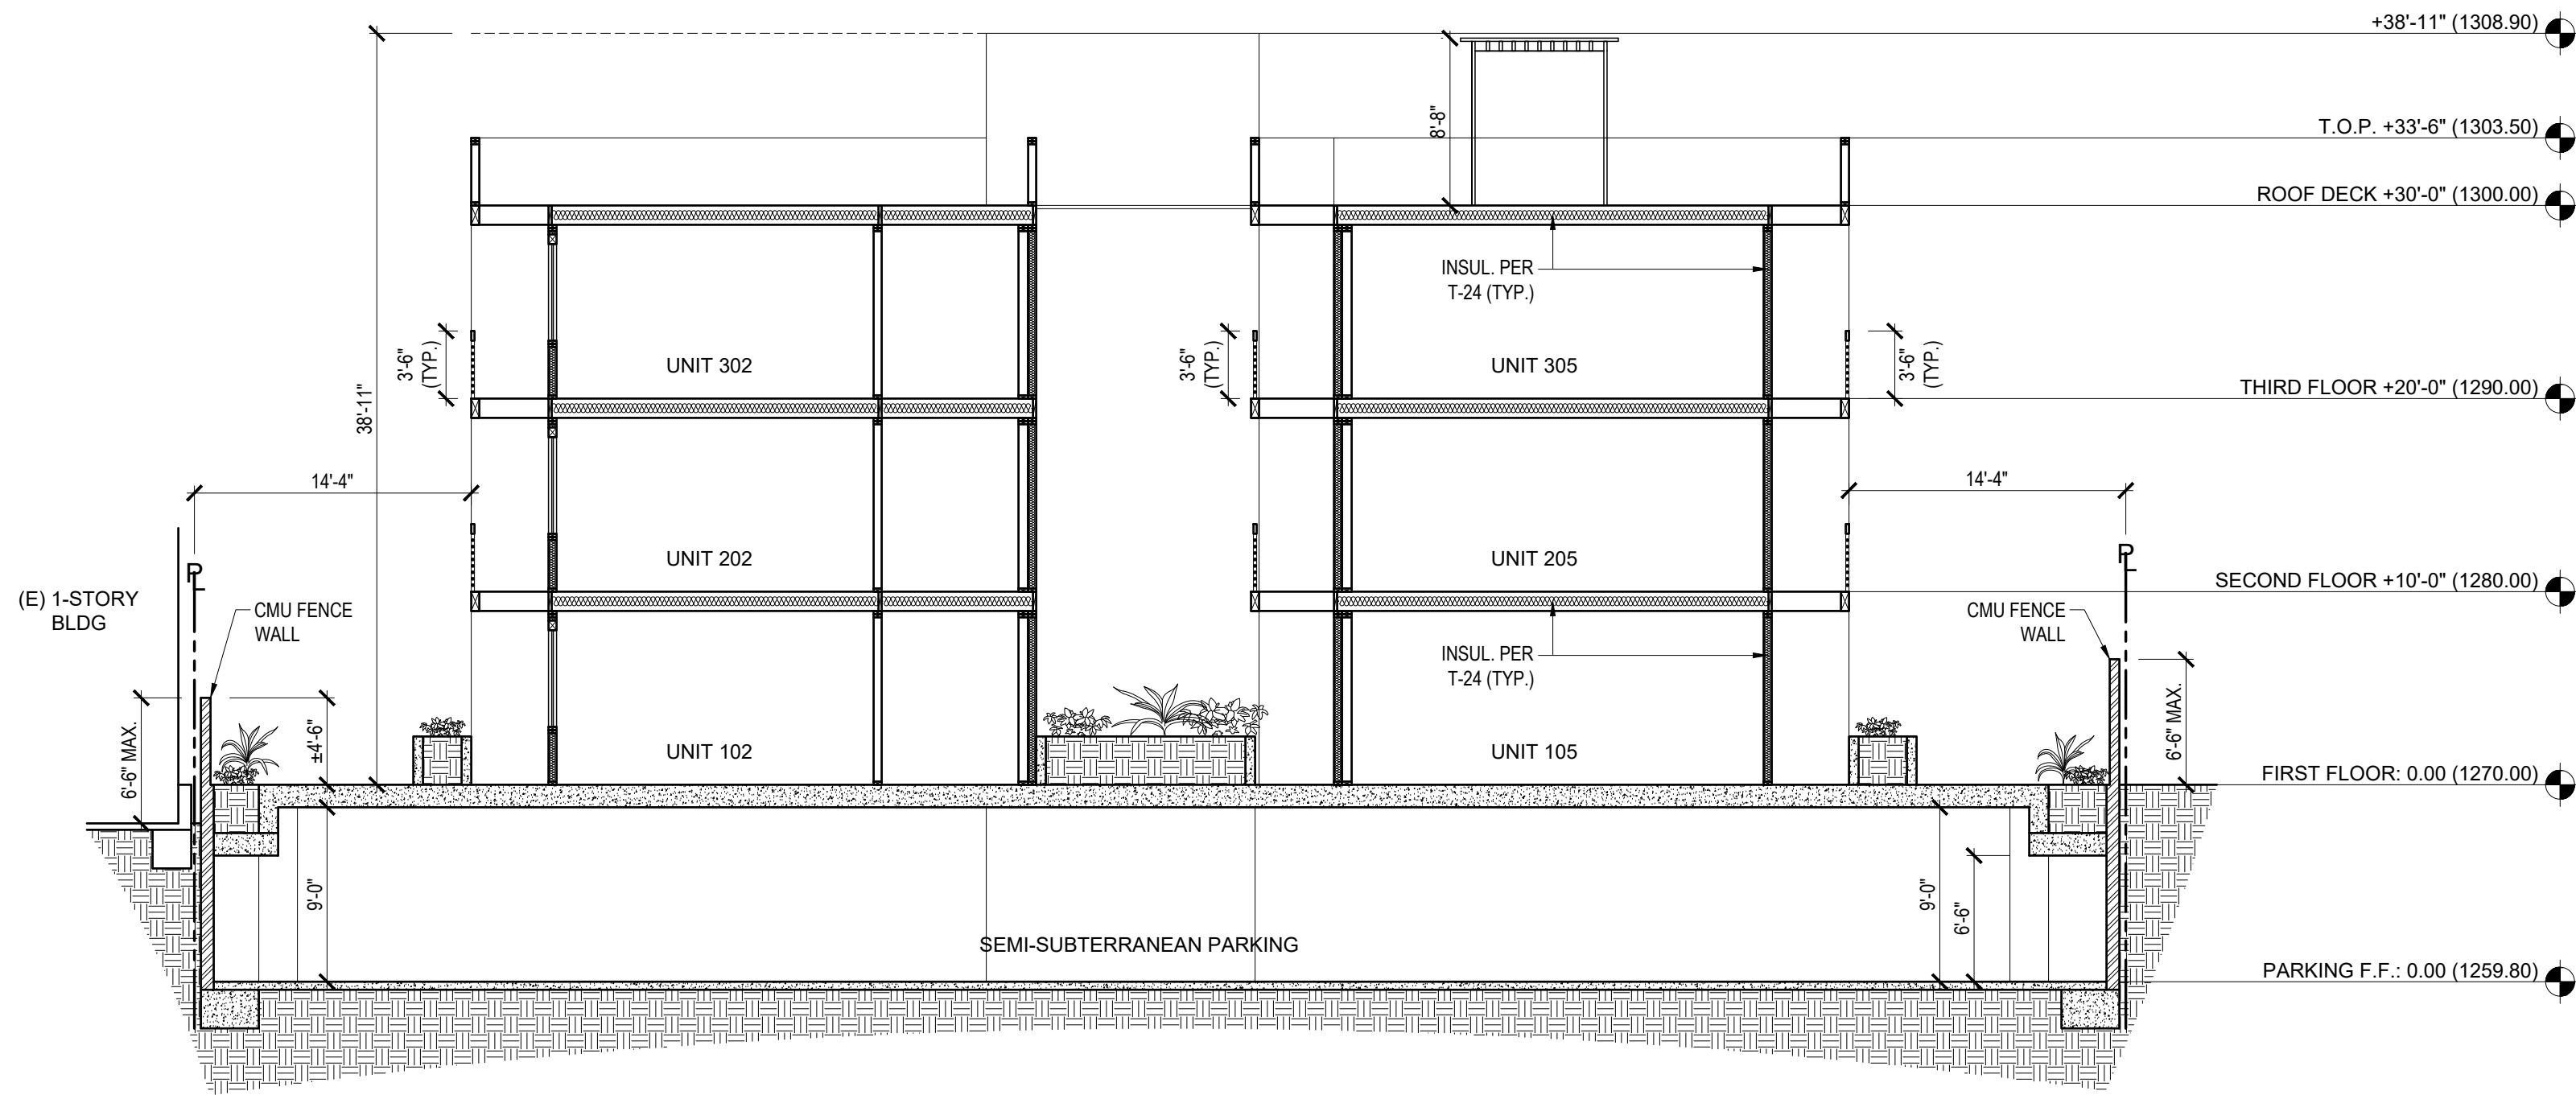 +38'-11" (1308.90)
T.O.P. +33'-6" (1303.50)
8'-8"
ROOF DECK +30'-0" (1300.00)
INSUL. PER
T-24 (TYP.)
38'-11"
3'-6"
(TYP.)
UNIT 302
3'-6"
(TYP.)
UNIT 305
3'-6"
(TYP.)
THIRD FLOOR +20'-0" (1290.00)
14'-4"
14'-4"
UNIT 202
UNIT 205
PL
PL
SECOND FLOOR +10'-0" (1280.00)
(E) 1-STORY
BLDG
CMU FENCE
WALL
CMU FENCE
WALL
INSUL. PER
T-24 (TYP.)
6'-6" MAX.
±4'-6"
UNIT 102
UNIT 105
6'-6" MAX.
FIRST FLOOR: 0.00 (1270.00)
9'-0"
9'-0"
6'-6"
SEMI-SUBTERRANEAN PARKING
PARKING F.F.: 0.00 (1259.80)